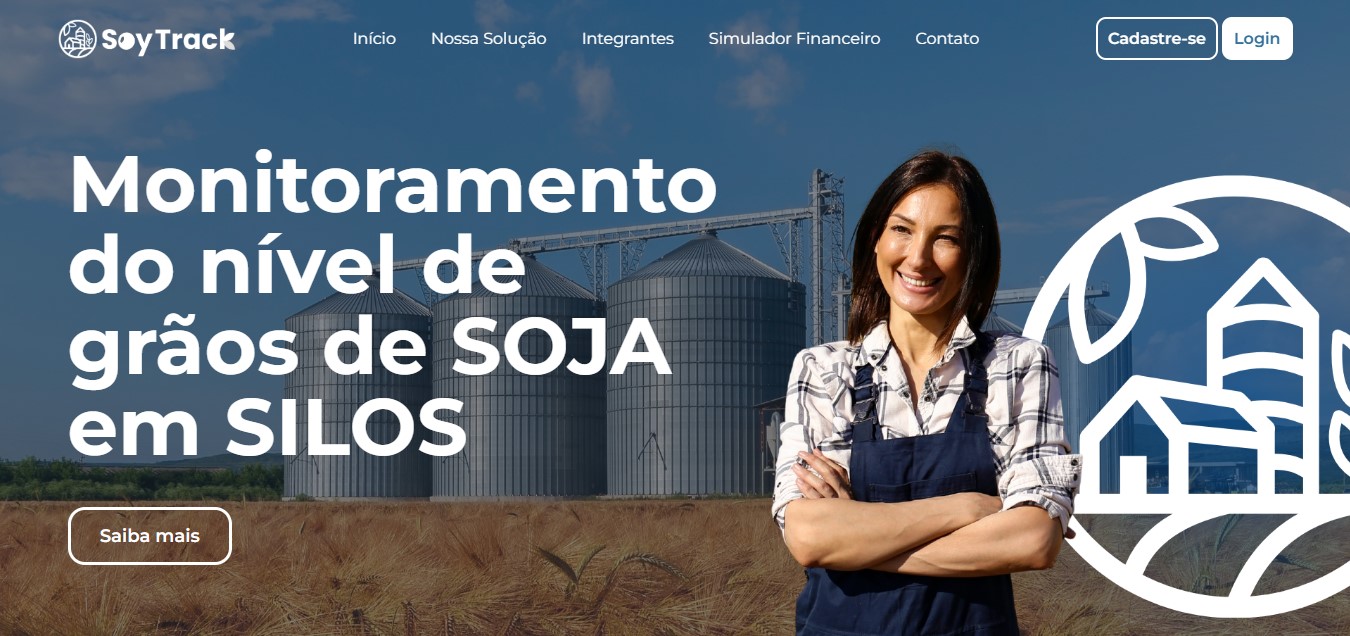 SoyTrack
Início
Nossa Solução
Integrantes
Simulador Financeiro
Contato
Cadastre-se
Login
Monitoramento
do nível de
grãos de SOJA
em SILOS
Saiba mais